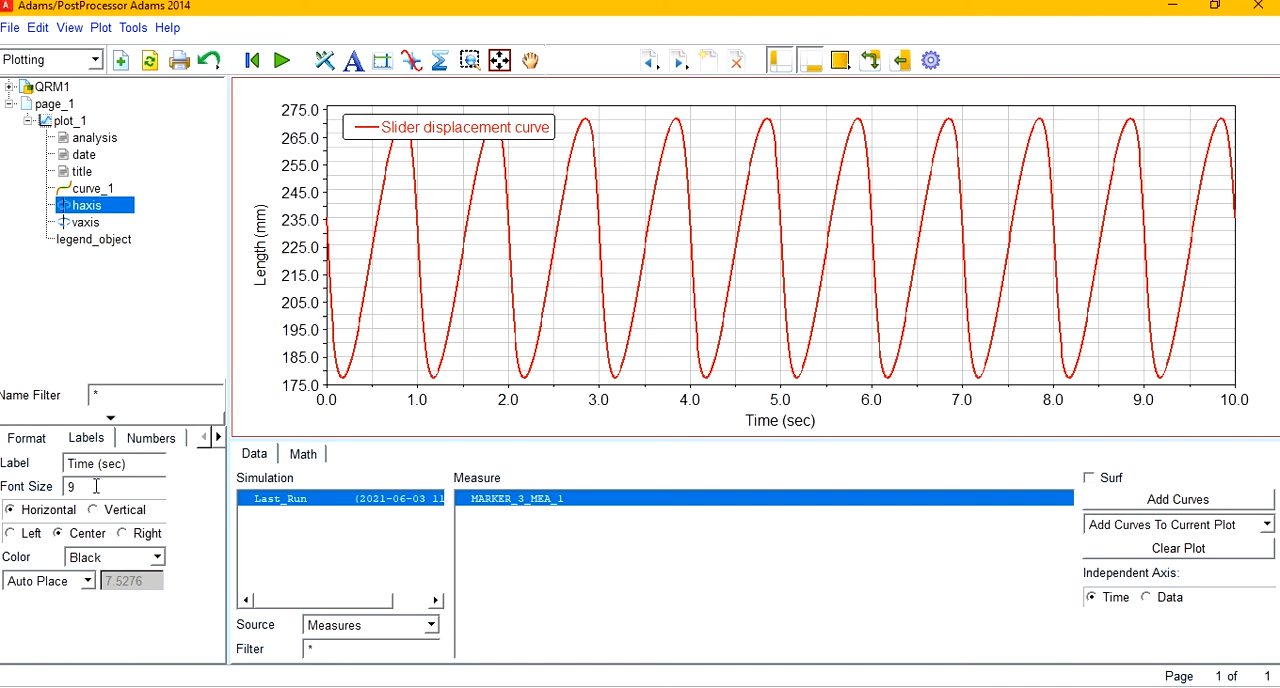 Adams/PostProcessor Adams 2014
File Edit View Plot Tools Help
Plotting
QRM1
page_1
plot_1
analysis
date
title
curve_1
haxis
vaxis
legend_object
Name Filter *
Format Labels Numbers
Label Time (sec)
Font Size 9
Horizontal Vertical
Left Center Right
Color Black
Auto Place 7.5276
Slider displacement curve
275.0
265.0
255.0
245.0
235.0
225.0
215.0
205.0
195.0
185.0
175.0
Length (mm)
0.0 1.0 2.0 3.0 4.0 5.0 6.0 7.0 8.0 9.0 10.0
Time (sec)
Data Math
Simulation
Last_Run (2021-06-03 11
Source Measures
Filter *
Measure
MARKER_3_MEA_1
Surf
Add Curves
Add Curves To Current Plot
Clear Plot
Independent Axis:
Time Data
Page 1 of 1